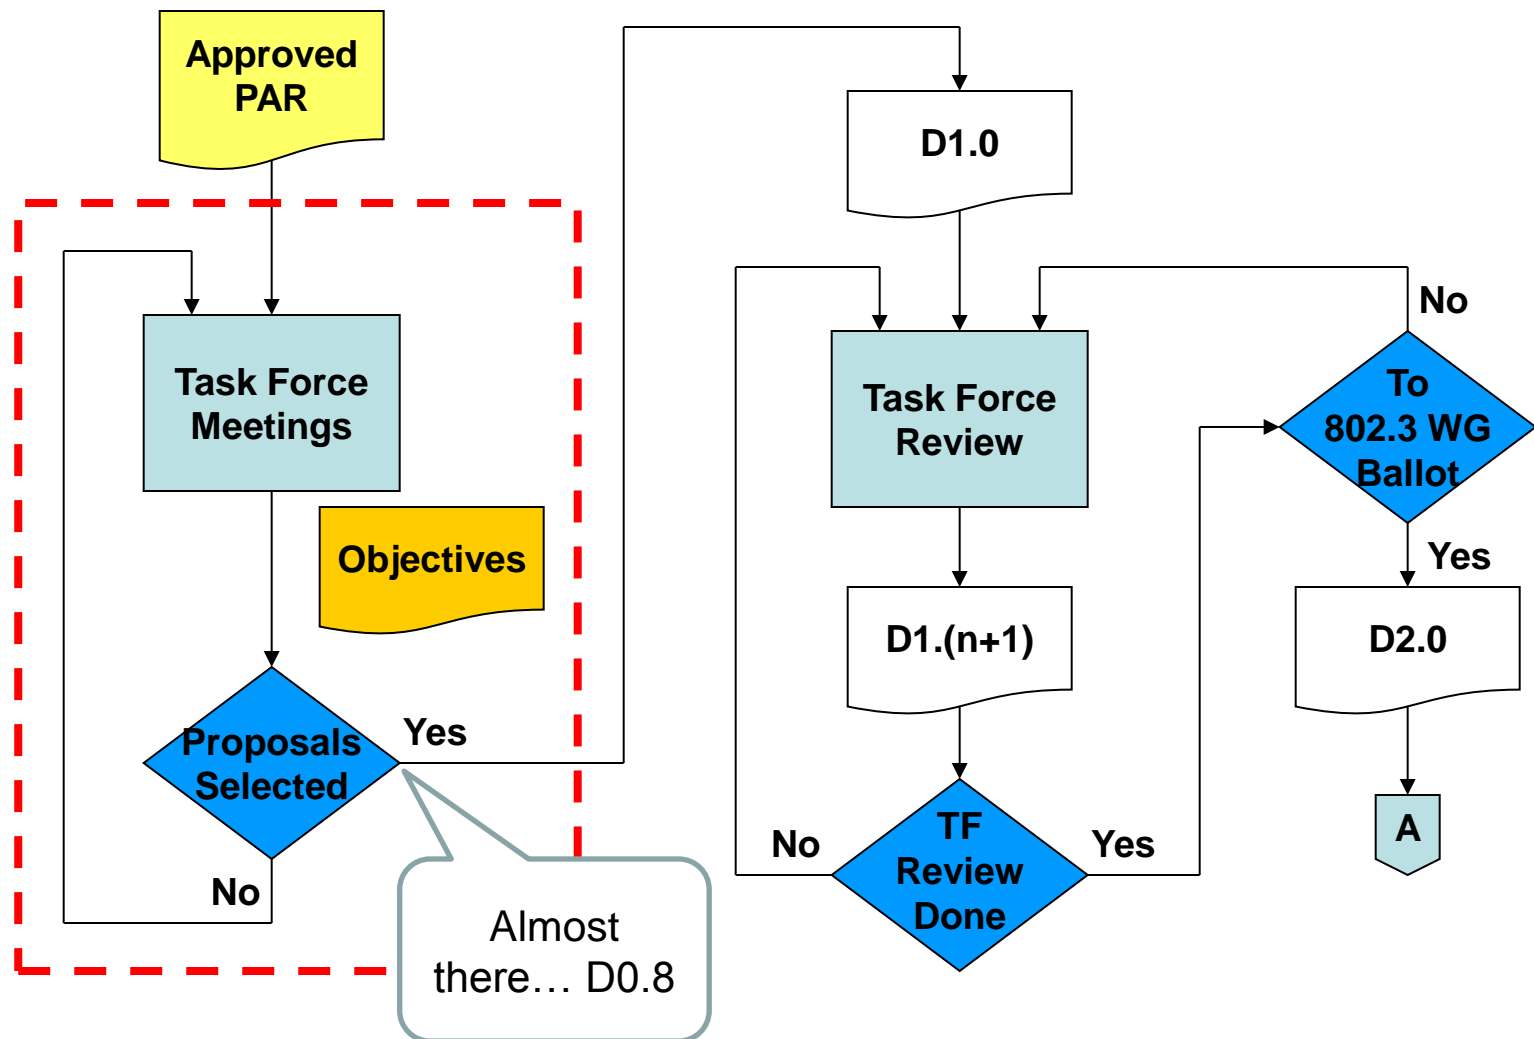 Approved
PAR
Task Force
Meetings
Objectives
Proposals
Selected
Yes
No
Almost
there… D0.8
D1.0
Task Force
Review
D1.(n+1)
TF
Review
Done
No
Yes
To
802.3 WG
Ballot
No
Yes
D2.0
A